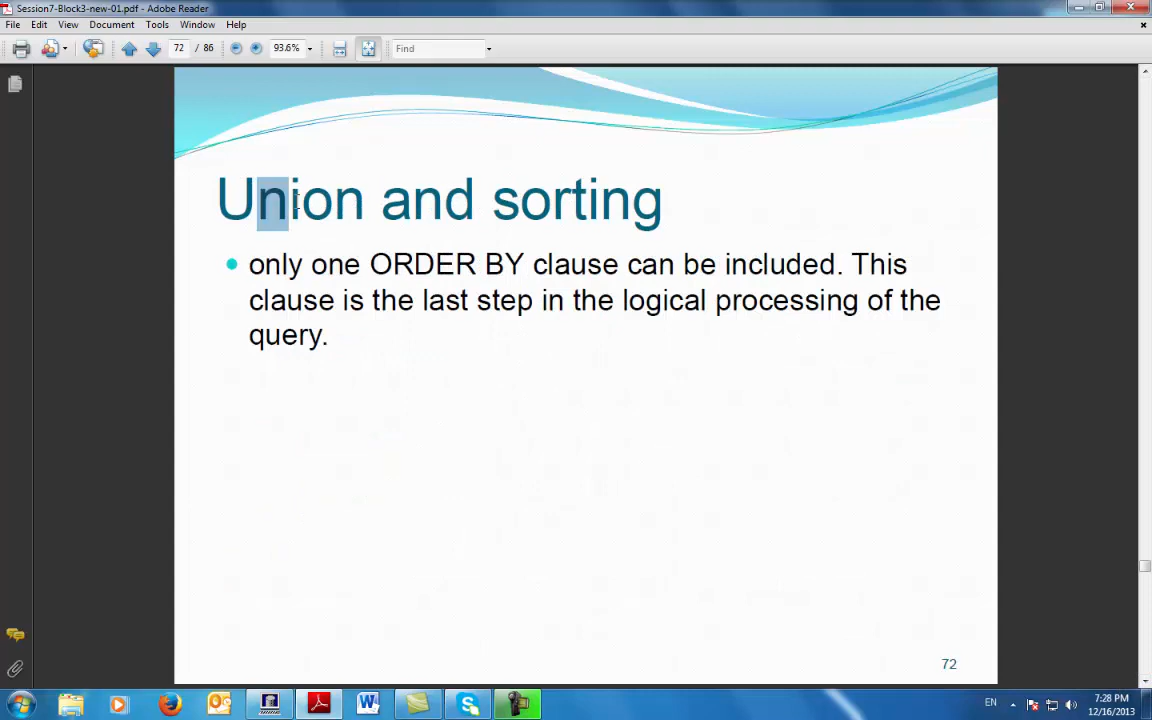 Session7-Block3-new-01.pdf - Adobe Reader
File Edit View Document Tools Window Help
72 / 86 93.6% Find
Union and sorting
only one ORDER BY clause can be included. This
clause is the last step in the logical processing of the
query.
72
EN 7:28 PM
12/16/2013